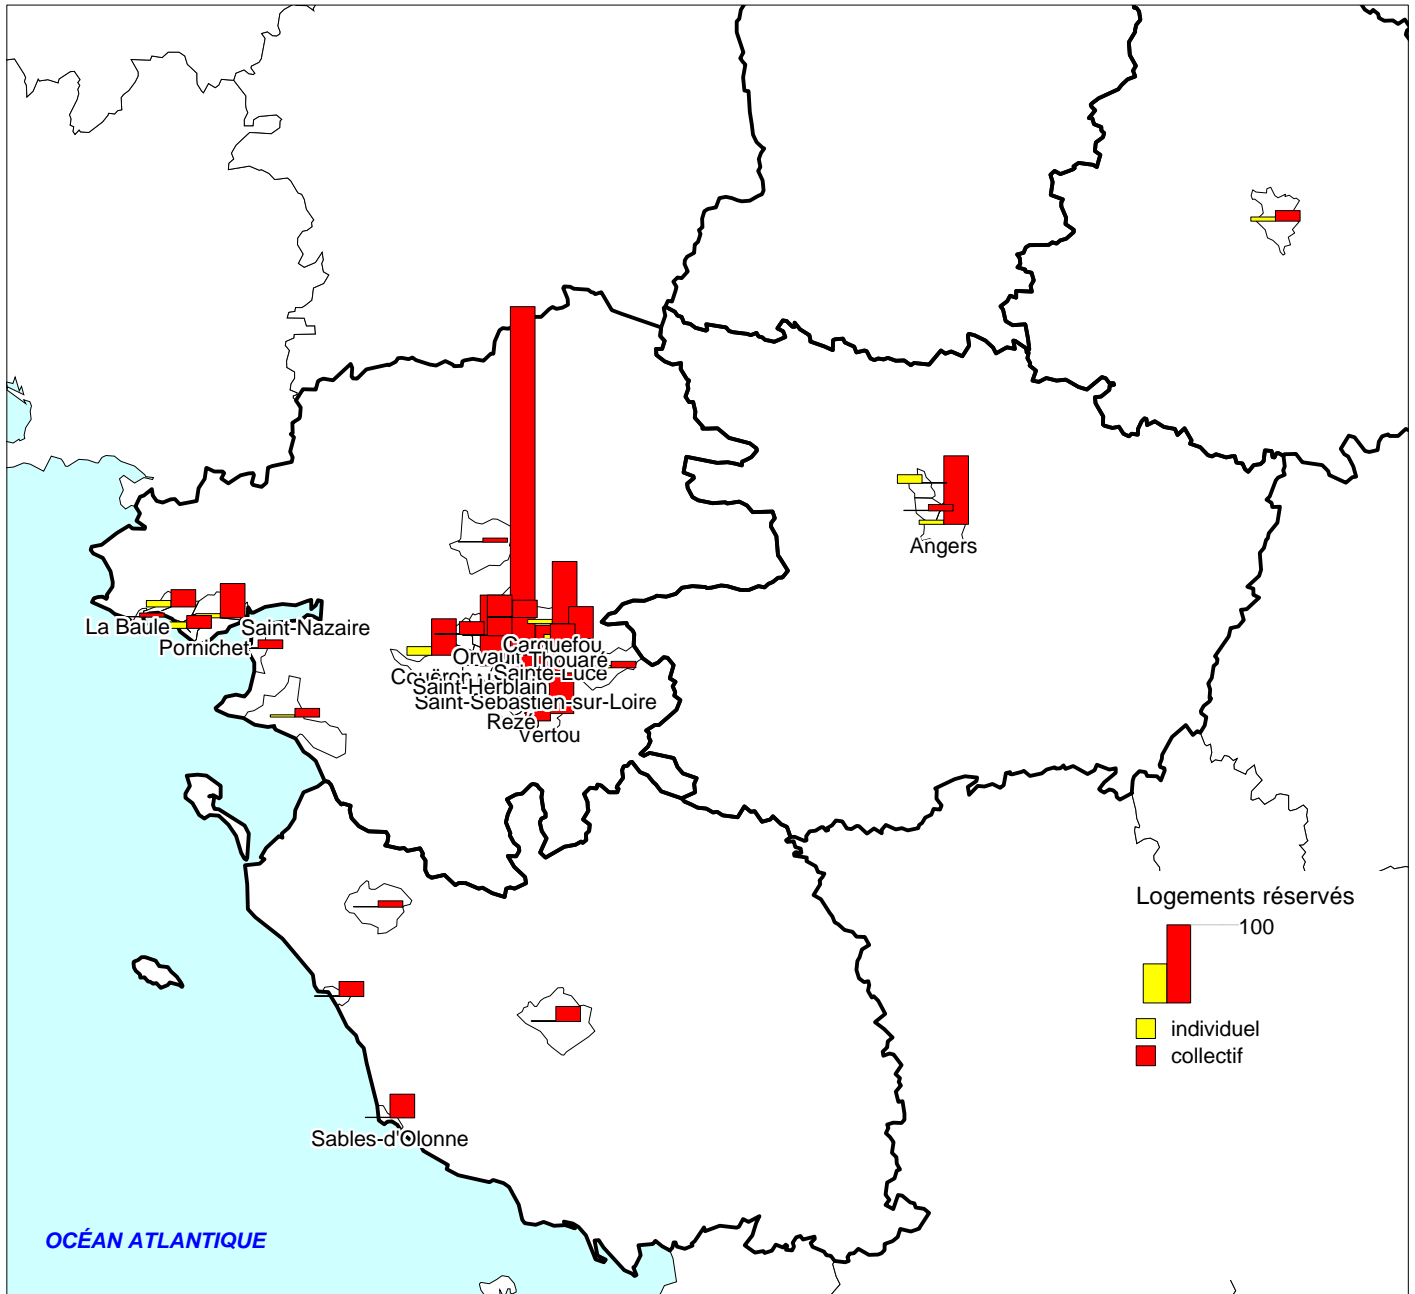 Angers
La Baule
Saint-Nazaire
Pornichet
Carquefou
Orvault
Thouaré
Sainte-Luce
Couëron
Saint-Herblain
Saint-Sébastien-sur-Loire
Rezé
Vertou
Logements réservés
100
individuel
collectif
Sables-d'Olonne
OCÉAN ATLANTIQUE